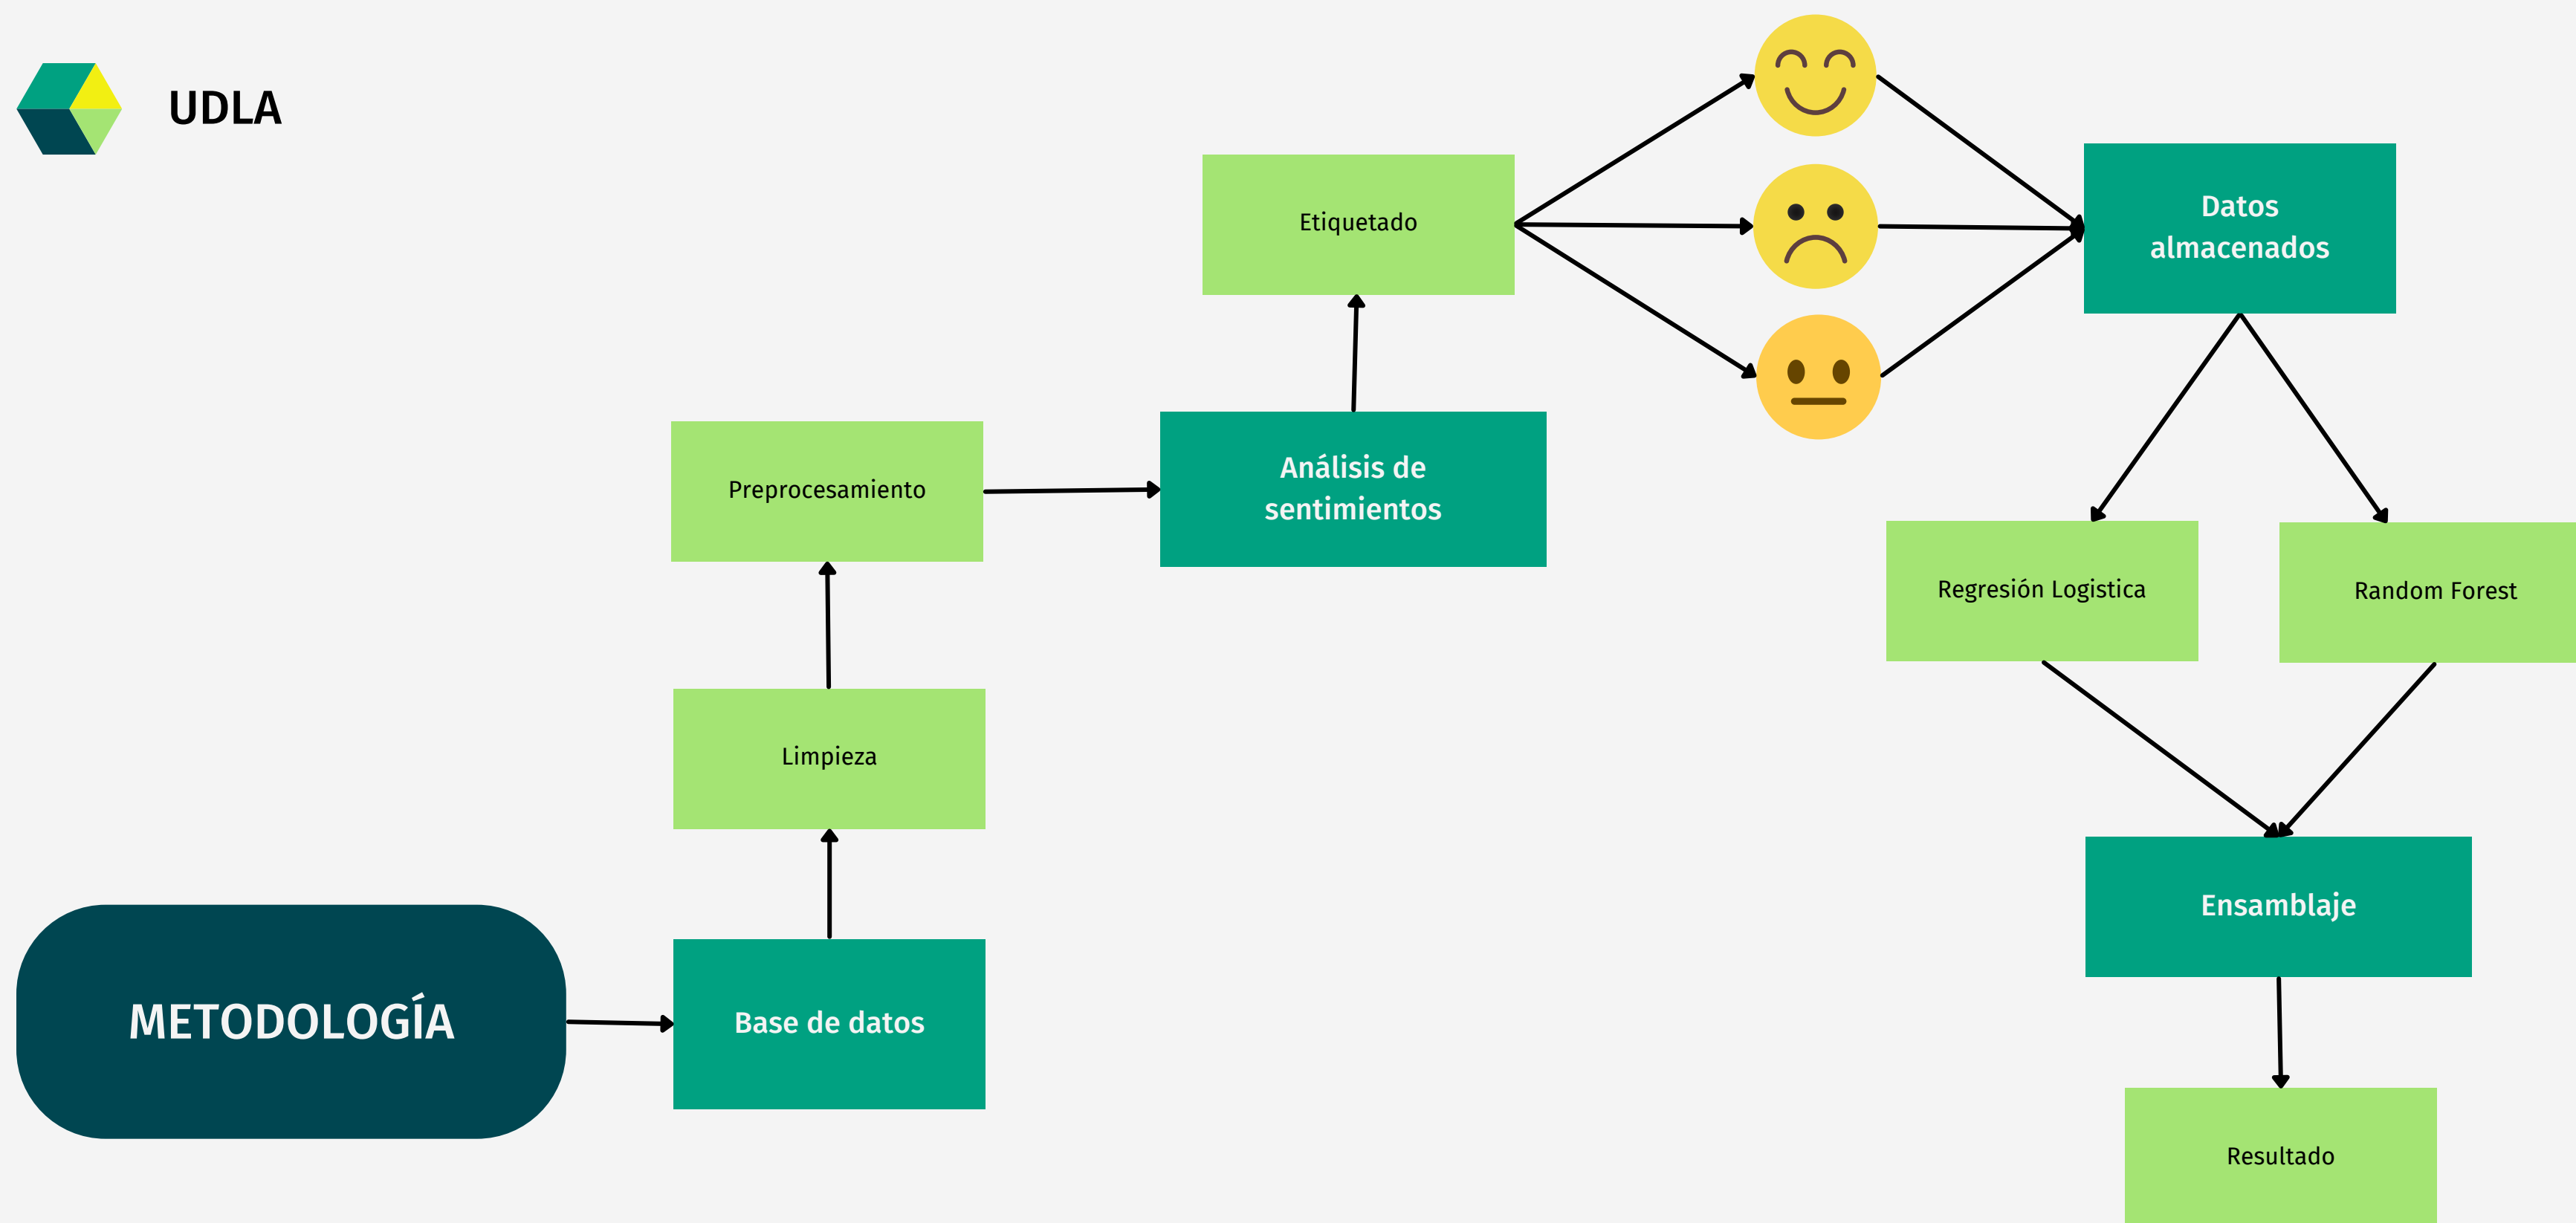 UDLA
METODOLOGÍA
Base de datos
Limpieza
Preprocesamiento
Análisis de
sentimientos
Etiquetado
Datos
almacenados
Regresión Logistica
Random Forest
Ensamblaje
Resultado